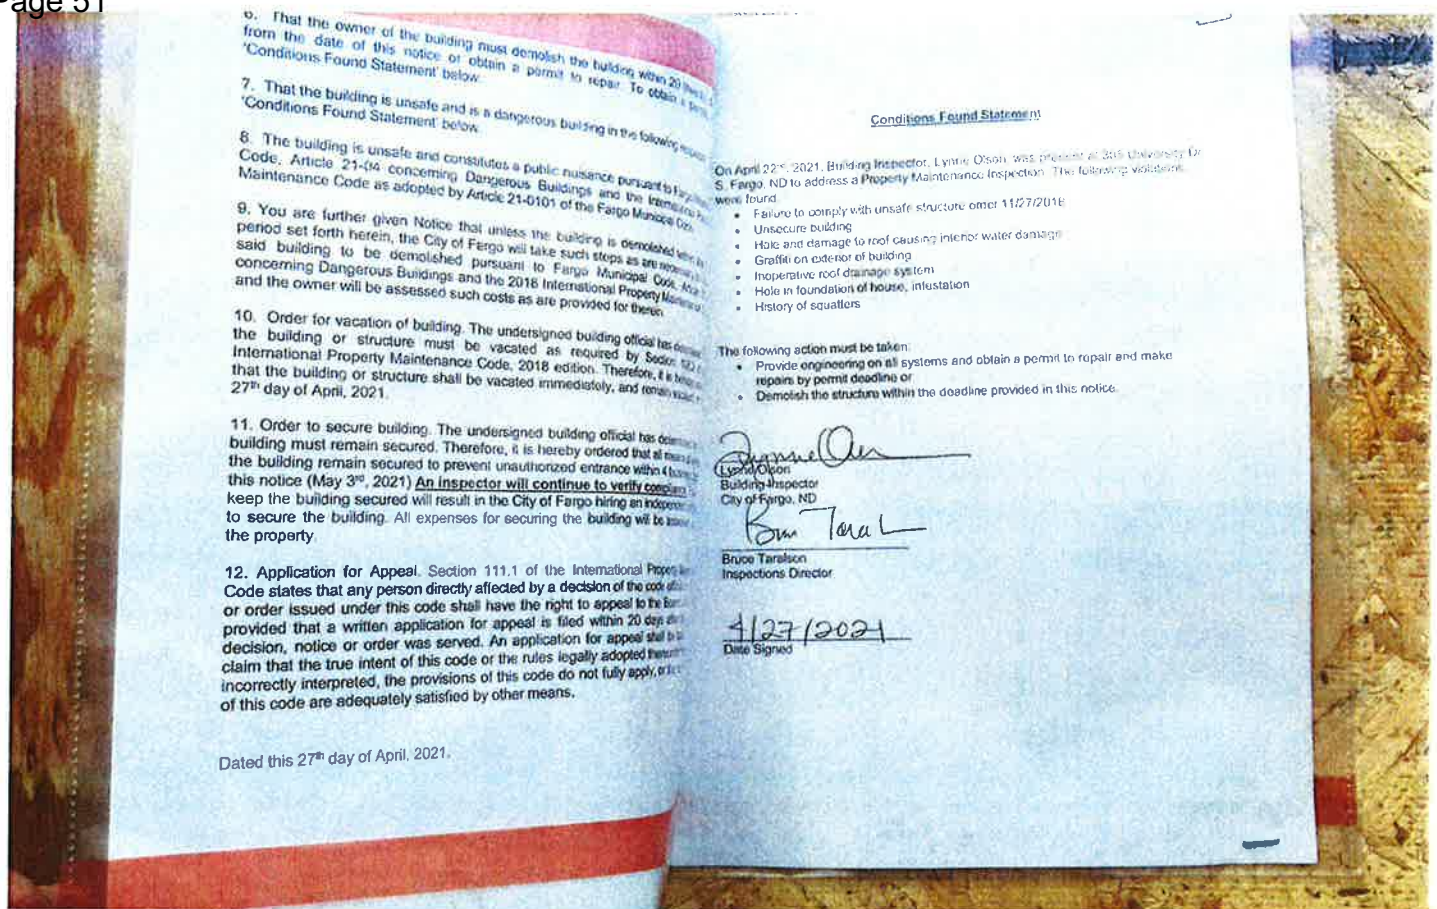 Page 51
6. That the owner of the building must demolish the building within 20
from the date of this notice or obtain a permit to repair. To obtain a
'Conditions Found Statement' below.
7. That the building is unsafe and is a dangerous building in the following
'Conditions Found Statement' below.
8. The building is unsafe and constitutes a public nuisance pursuant to
Code, Article 21-04 concerning Dangerous Buildings and the
Maintenance Code as adopted by Article 21-0101 of the Fargo Municipal
9. You are further given Notice that unless the building is demolished
period set forth herein, the City of Fargo will take such steps as are
said building to be demolished pursuant to Fargo Municipal Code,
concerning Dangerous Buildings and the 2018 International Property
and the owner will be assessed such costs as are provided for therein.
10. Order for vacation of building. The undersigned building official has
the building or structure must be vacated as required by Section
International Property Maintenance Code, 2018 edition. Therefore, it is
that the building or structure shall be vacated immediately, and remain
27th day of April, 2021.
11. Order to secure building. The undersigned building official has
building must remain secured. Therefore, it is hereby ordered that all
the building remain secured to prevent unauthorized entrance within
this notice (May 3rd, 2021) An inspector will continue to verify
keep the building secured will result in the City of Fargo hiring an
to secure the building. All expenses for securing the building will be
the property.
12. Application for Appeal. Section 111.1 of the International
Code states that any person directly affected by a decision of the code
or order issued under this code shall have the right to appeal to the
provided that a written application for appeal is filed within 20 days
decision, notice or order was served. An application for appeal shall
claim that the true intent of this code or the rules legally adopted
incorrectly interpreted, the provisions of this code do not fully apply,
of this code are adequately satisfied by other means.
Dated this 27th day of April, 2021.
Conditions Found Statement
On April 22nd, 2021, Building Inspector, Lynne Olson, was present at 305 University Dr
S, Fargo, ND to address a Property Maintenance Inspection. The following violations
were found.
• Failure to comply with unsafe structure order 11/27/2018
• Unsecure building
• Hole and damage to roof causing interior water damage
• Graffiti on exterior of building
• Inoperative roof drainage system
• Hole in foundation of house, infestation
• History of squatters
The following action must be taken:
• Provide engineering on all systems and obtain a permit to repair and make
repairs by permit deadline or
• Demolish the structure within the deadline provided in this notice.
Lynne Olson
Building Inspector
City of Fargo, ND
Bruce Taralson
Inspections Director
4/27/2021
Date Signed